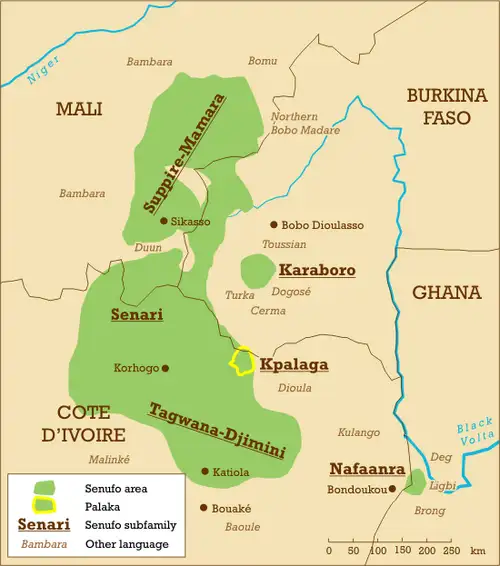 Niger
Bambara
Bomu
MALI
BURKINA
FASO
Northern
Bobo Madare
Suppire-Mamara
Bambara
Sikasso
Bobo Dioulasso
Duun
Toussian
Karaboro
Turka
Dogosé
Cerma
GHANA
Senari
Kpalaga
Korhogo
Dioula
Tagwana-Djimini
COTE
D'IVOIRE
Kulango
Black
Volta
Malinké
Katiola
Nafaanra
Deg
Bondoukou
Ligbi
Bouaké
Baoule
Brong
Senufo area
Palaka
Senari Senufo subfamily
Bambara Other language
0 50 100 150 200 250 km